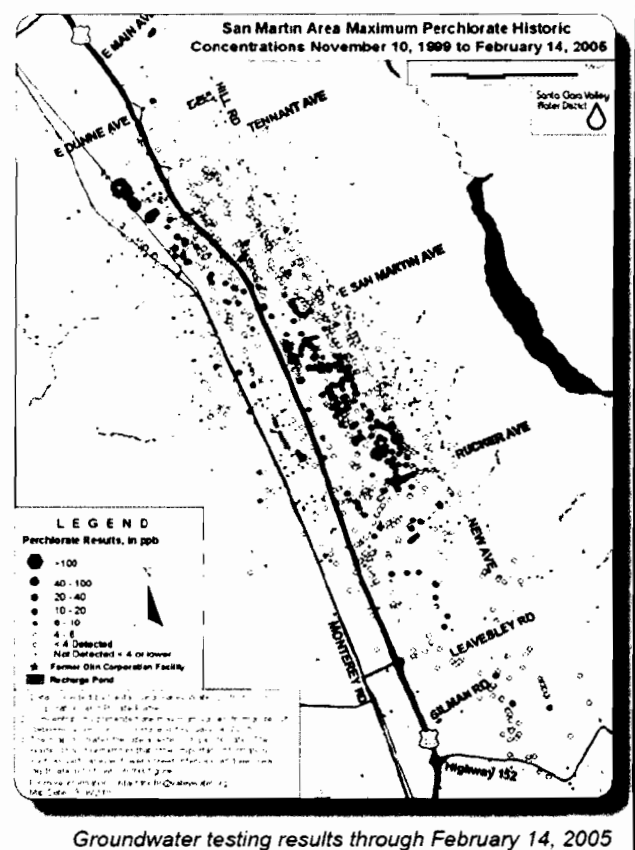 San Martin Area Maximum Perchlorate Historic
Concentrations November 10, 1999 to February 14, 2005
E MAIN AVE
Santa Clara Valley
Water District
HILL RD
TENNANT AVE
E DUNNE AVE
E SAN MARTIN AVE
RUCKER AVE
NEW AVE
LEAVESLEY RD
MONTEREY RD
GILMAN RD
Highway 152
LEGEND
Perchlorate Results, in ppb
>100
40 - 100
20 - 40
10 - 20
6 - 10
4 - 6
< 4 Detected
Not Detected < 4 or lower
Former Olin Corporation Facility
Recharge Pond
Groundwater testing results through February 14, 2005